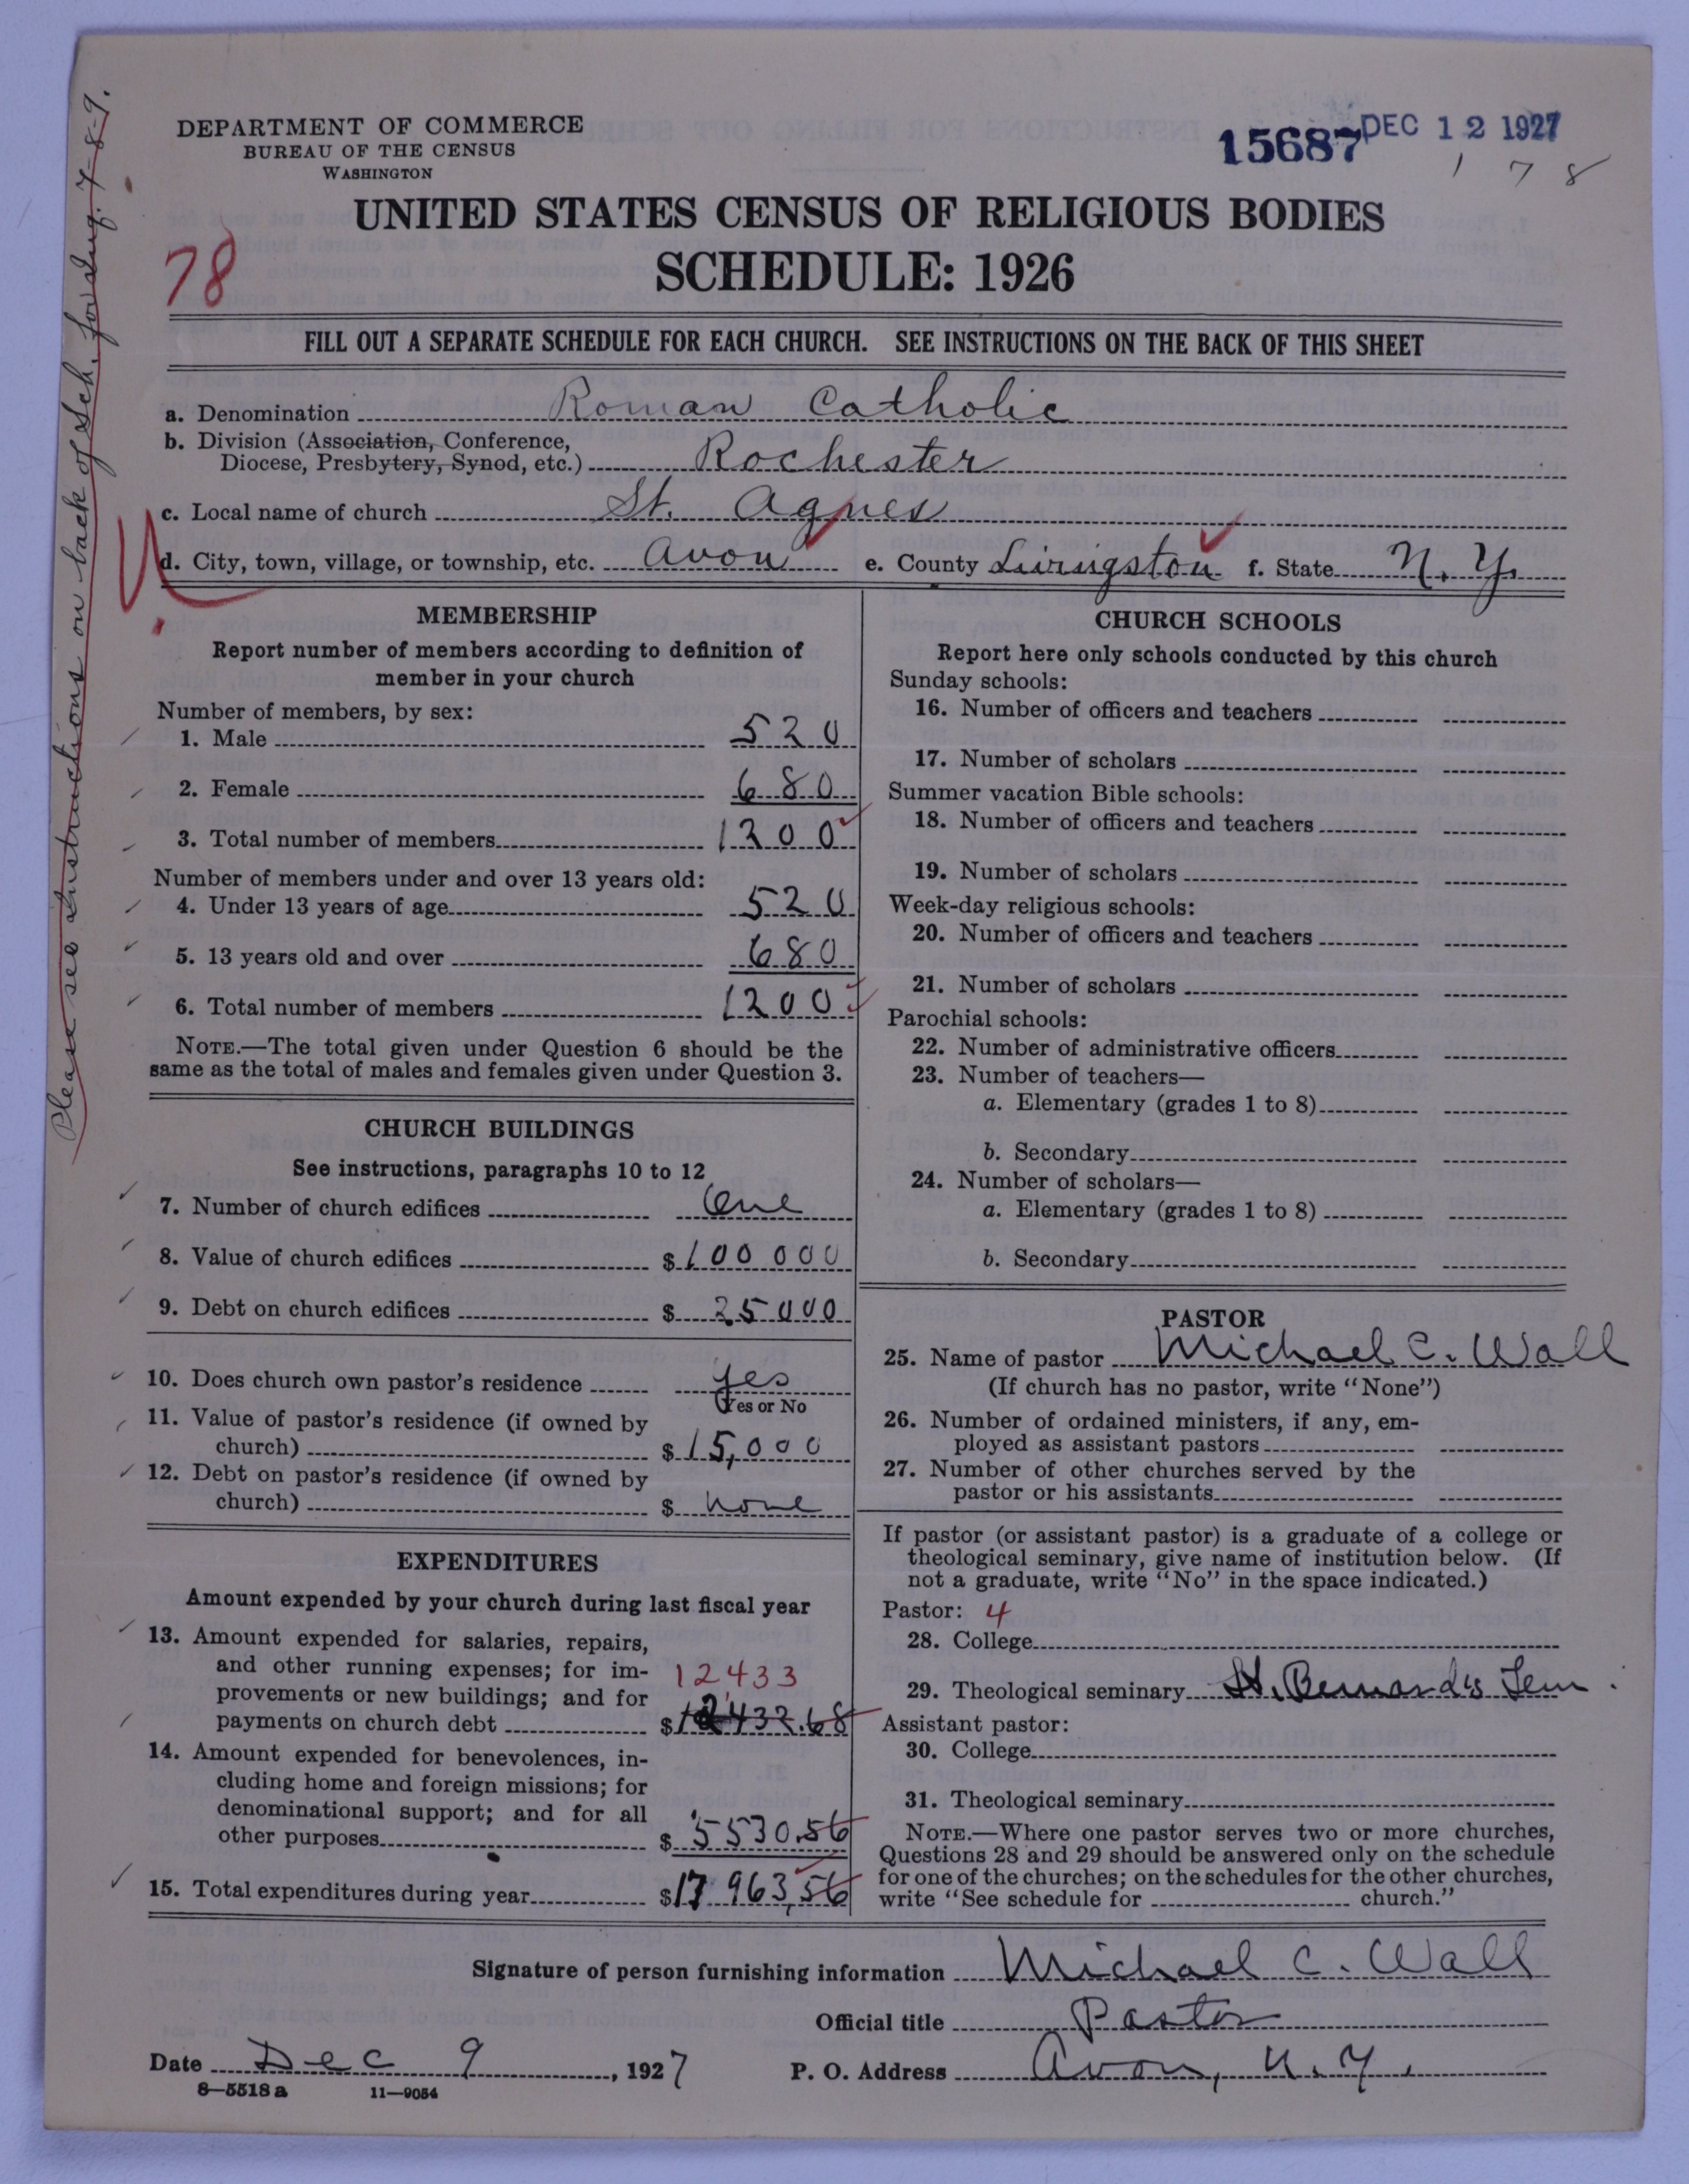 DEPARTMENT OF COMMERCE
BUREAU OF THE CENSUS
WASHINGTON
15687 DEC 12 1927
1 7 8
UNITED STATES CENSUS OF RELIGIOUS BODIES
SCHEDULE: 1926
78
FILL OUT A SEPARATE SCHEDULE FOR EACH CHURCH. SEE INSTRUCTIONS ON THE BACK OF THIS SHEET
Please see instructions on back of Sch. for Inq. 7-8-9.
a. Denomination Roman Catholic
b. Division (Association, Conference,
Diocese, Presbytery, Synod, etc.) Rochester
c. Local name of church St. Agnes
d. City, town, village, or township, etc. Avon e. County Livingston f. State N. Y.
MEMBERSHIP
Report number of members according to definition of
member in your church
Number of members, by sex:
1. Male 520
2. Female 680
3. Total number of members 1200
Number of members under and over 13 years old:
4. Under 13 years of age 520
5. 13 years old and over 680
6. Total number of members 1200
NOTE.—The total given under Question 6 should be the
same as the total of males and females given under Question 3.
CHURCH BUILDINGS
See instructions, paragraphs 10 to 12
7. Number of church edifices One
8. Value of church edifices $100 000
9. Debt on church edifices $25000
10. Does church own pastor's residence yes
(Yes or No
11. Value of pastor's residence (if owned by
church) $15,000
12. Debt on pastor's residence (if owned by
church) $ none
EXPENDITURES
Amount expended by your church during last fiscal year
13. Amount expended for salaries, repairs,
and other running expenses; for im- 12433
provements or new buildings; and for
payments on church debt $12432.68
14. Amount expended for benevolences, in-
cluding home and foreign missions; for
denominational support; and for all
other purposes $5530.56
15. Total expenditures during year $17963,56
CHURCH SCHOOLS
Report here only schools conducted by this church
Sunday schools:
16. Number of officers and teachers
17. Number of scholars
Summer vacation Bible schools:
18. Number of officers and teachers
19. Number of scholars
Week-day religious schools:
20. Number of officers and teachers
21. Number of scholars
Parochial schools:
22. Number of administrative officers
23. Number of teachers—
a. Elementary (grades 1 to 8)
b. Secondary
24. Number of scholars—
a. Elementary (grades 1 to 8)
b. Secondary
PASTOR
25. Name of pastor Michael C. Wall
(If church has no pastor, write "None")
26. Number of ordained ministers, if any, em-
ployed as assistant pastors
27. Number of other churches served by the
pastor or his assistants
If pastor (or assistant pastor) is a graduate of a college or
theological seminary, give name of institution below. (If
not a graduate, write "No" in the space indicated.)
Pastor: 4
28. College
29. Theological seminary St. Bernard's Sem.
Assistant pastor:
30. College
31. Theological seminary
NOTE.—Where one pastor serves two or more churches,
Questions 28 and 29 should be answered only on the schedule
for one of the churches; on the schedules for the other churches,
write "See schedule for church."
Signature of person furnishing information Michael C. Wall
Official title Pastor
Date Dec 9, 1927 P. O. Address Avon, N.Y.
8—5518a 11—9054